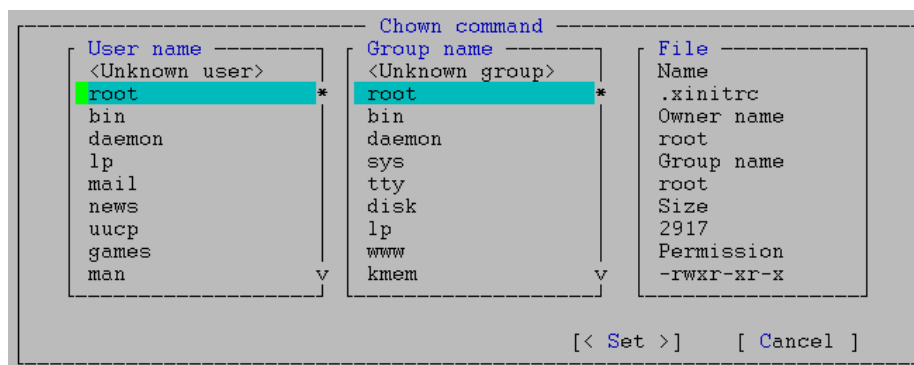 Chown command
User name Group name File
<Unknown user> <Unknown group> Name
root * root * .xinitrc
bin bin Owner name
daemon daemon root
lp sys Group name
mail tty root
news disk Size
uucp lp 2917
games www Permission
man v kmem v -rwxr-xr-x
[< Set >] [ Cancel ]